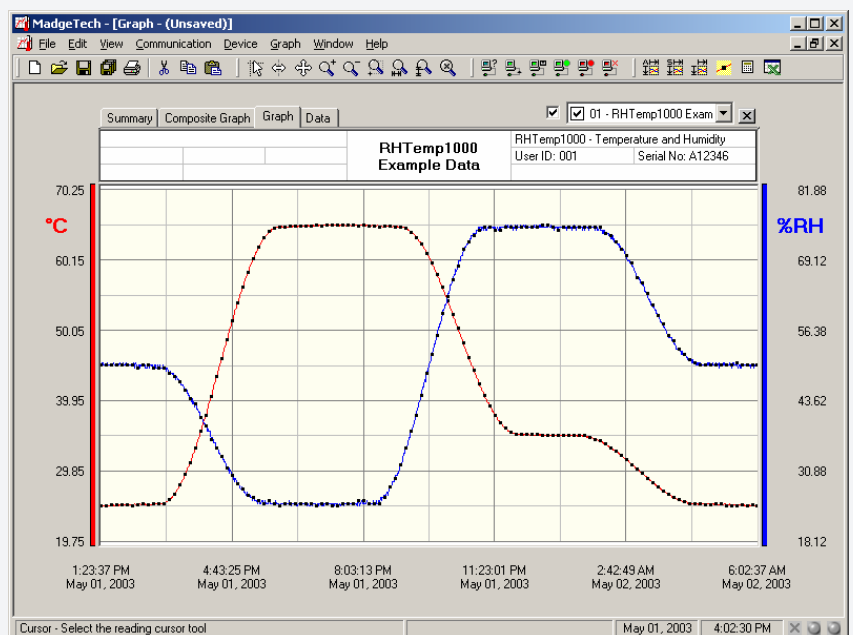 MadgeTech - [Graph - (Unsaved)]
File Edit View Communication Device Graph Window Help
Summary Composite Graph Graph Data
01 - RHTemp1000 Exam
RHTemp1000
Example Data
RHTemp1000 - Temperature and Humidity
User ID: 001 Serial No: A12346
70.25 81.88
°C %RH
60.15 69.12
50.05 56.38
39.95 43.62
29.85 30.88
19.75 18.12
1:23:37 PM 4:43:25 PM 8:03:13 PM 11:23:01 PM 2:42:49 AM 6:02:37 AM
May 01, 2003 May 01, 2003 May 01, 2003 May 01, 2003 May 02, 2003 May 02, 2003
Cursor - Select the reading cursor tool May 01, 2003 4:02:30 PM